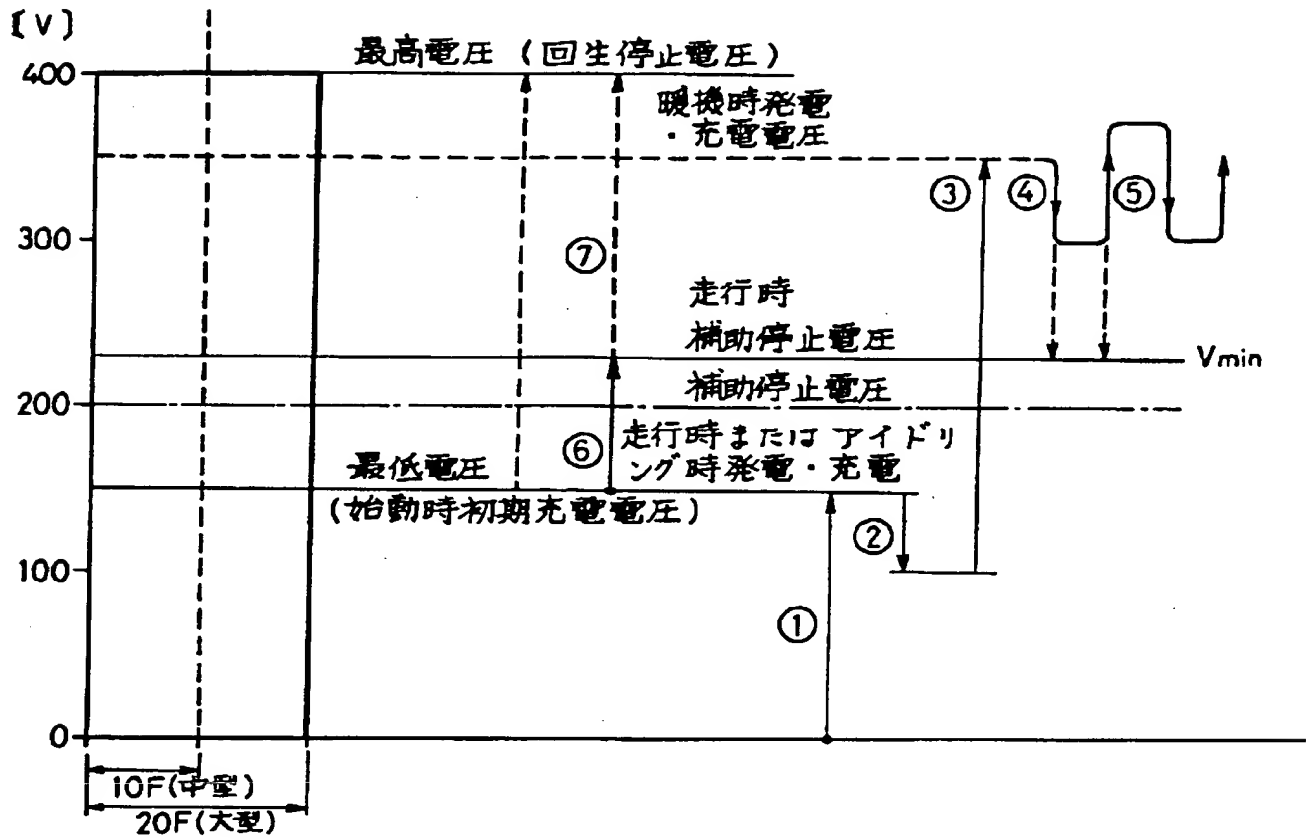 [V]
最高電圧(回生停止電圧)
400
暖機時発電
・充電電圧
③
④
⑤
300
⑦
走行時
補助停止電圧
Vmin
補助停止電圧
200
⑥
走行時またはアイドリ
ング時発電・充電
最低電圧
(始動時初期充電電圧)
②
100
①
0
10F(中型)
20F(大型)